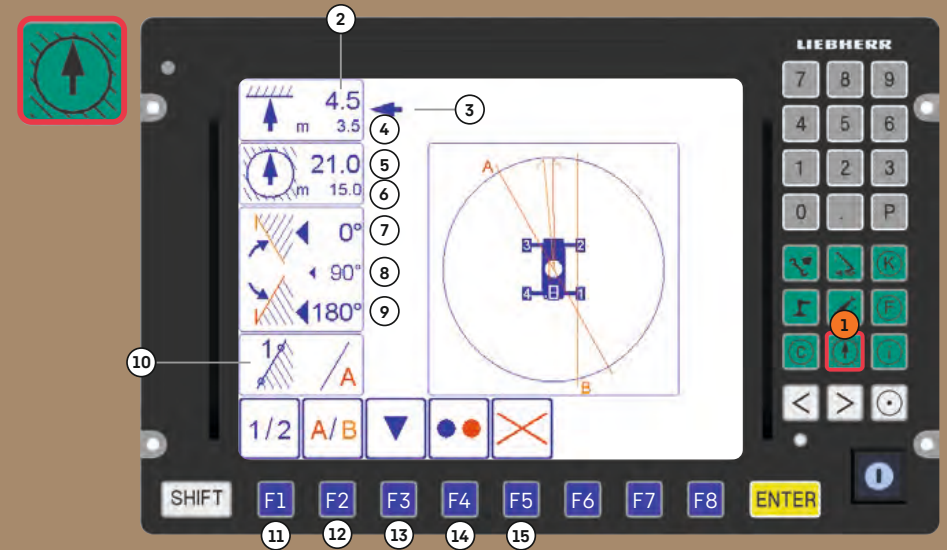 2
LIEBHERR
7 8 9
4.5
3
m 3.5
4
4 5 6
21.0
5
m 15.0
6
A
1 2 3
0°
7
0 . P
90°
8
3 2
180°
9
4 1
K
F
1
C
i
10
1
A
B
< >
1/2 A/B
SHIFT F1 F2 F3 F4 F5 F6 F7 F8 ENTER
11 12 13 14 15